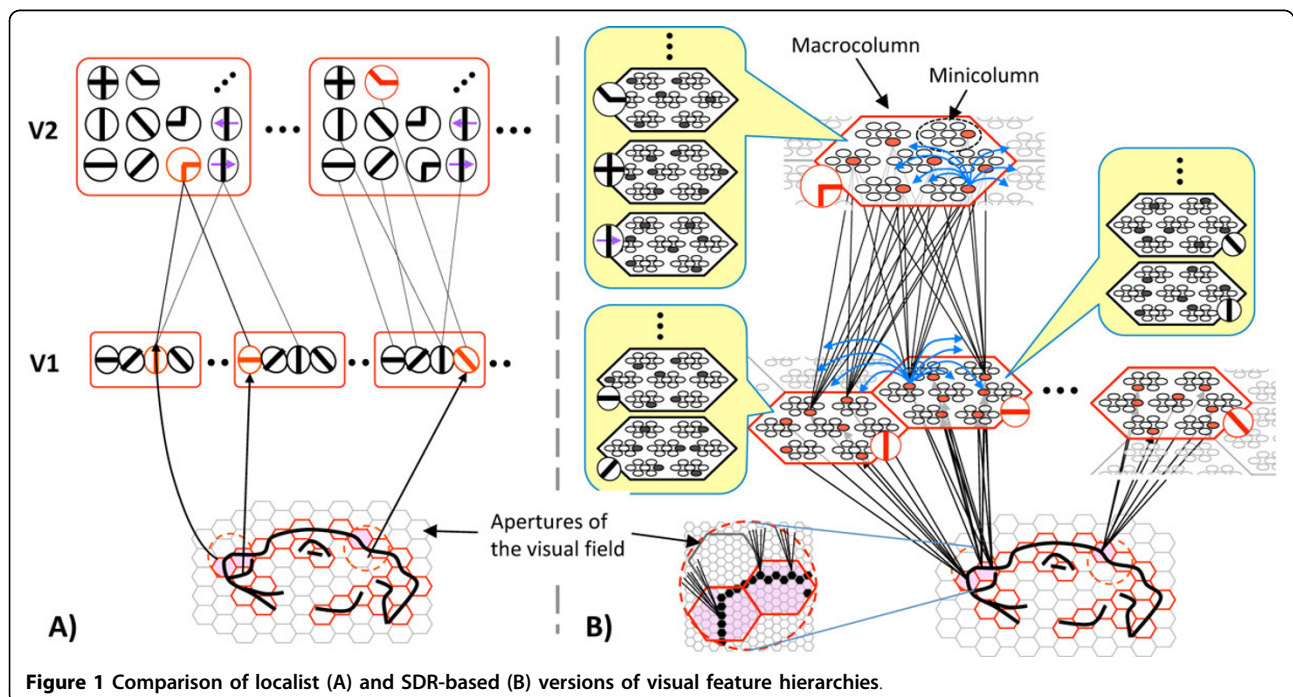 V2
V1
A)
Apertures of
the visual field
Macrocolumn
Minicolumn
B)
Figure 1 Comparison of localist (A) and SDR-based (B) versions of visual feature hierarchies.